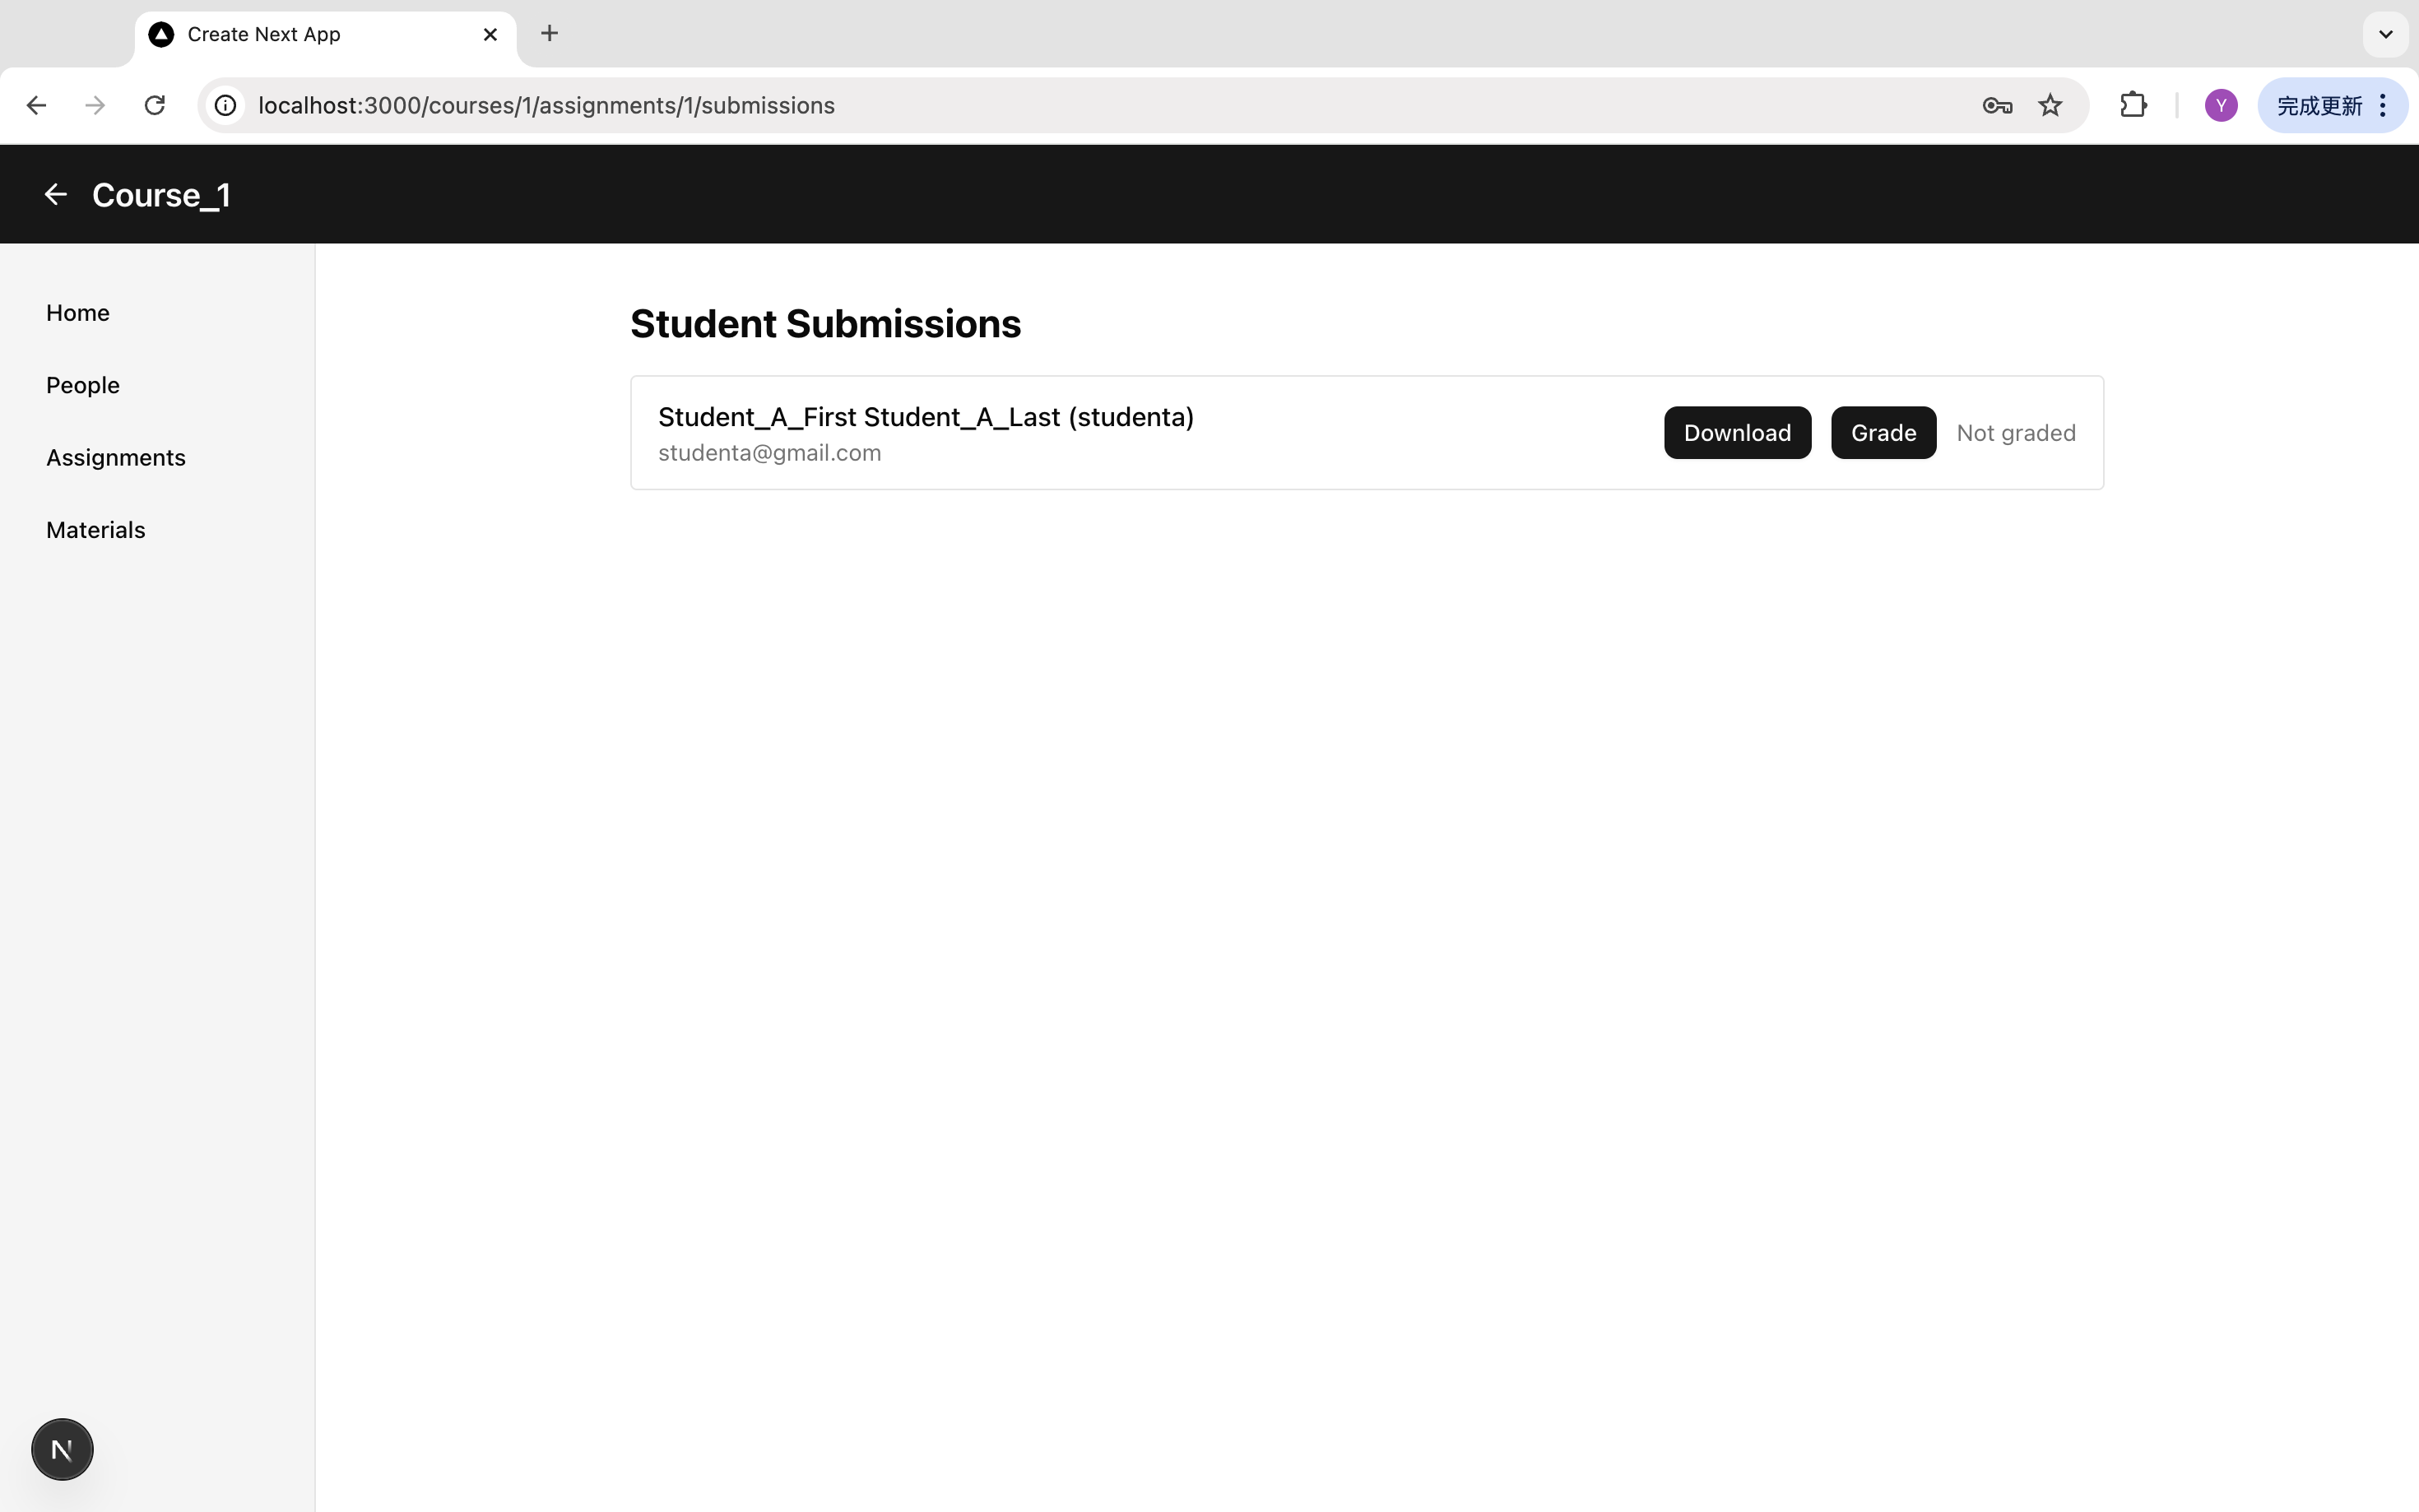 Create Next App
localhost:3000/courses/1/assignments/1/submissions
Y
完成更新
Course_1
Home
People
Assignments
Materials
Student Submissions
Student_A_First Student_A_Last (studenta)
studenta@gmail.com
Download
Grade
Not graded
N